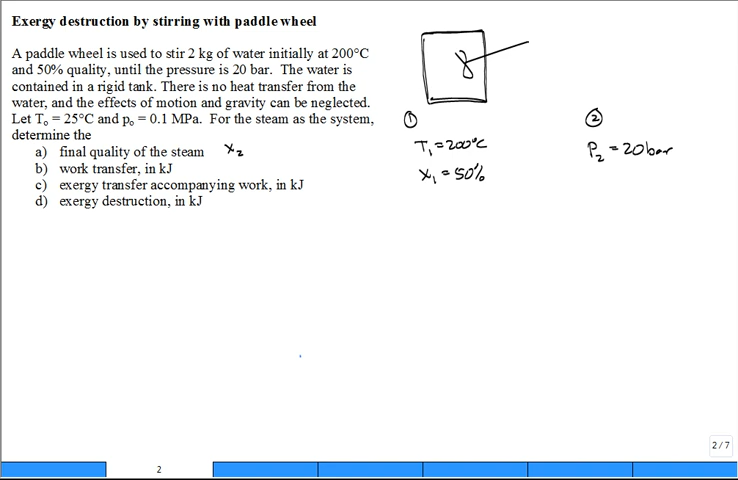 Exergy destruction by stirring with paddle wheel
A paddle wheel is used to stir 2 kg of water initially at 200°C
and 50% quality, until the pressure is 20 bar. The water is
contained in a rigid tank. There is no heat transfer from the
water, and the effects of motion and gravity can be neglected.
Let Tₒ = 25°C and pₒ = 0.1 MPa. For the steam as the system,
determine the
a) final quality of the steam x₂
b) work transfer, in kJ
c) exergy transfer accompanying work, in kJ
d) exergy destruction, in kJ
①
T₁ = 200°C
x₁ = 50%
②
P₂ = 20 bar
2 / 7
2